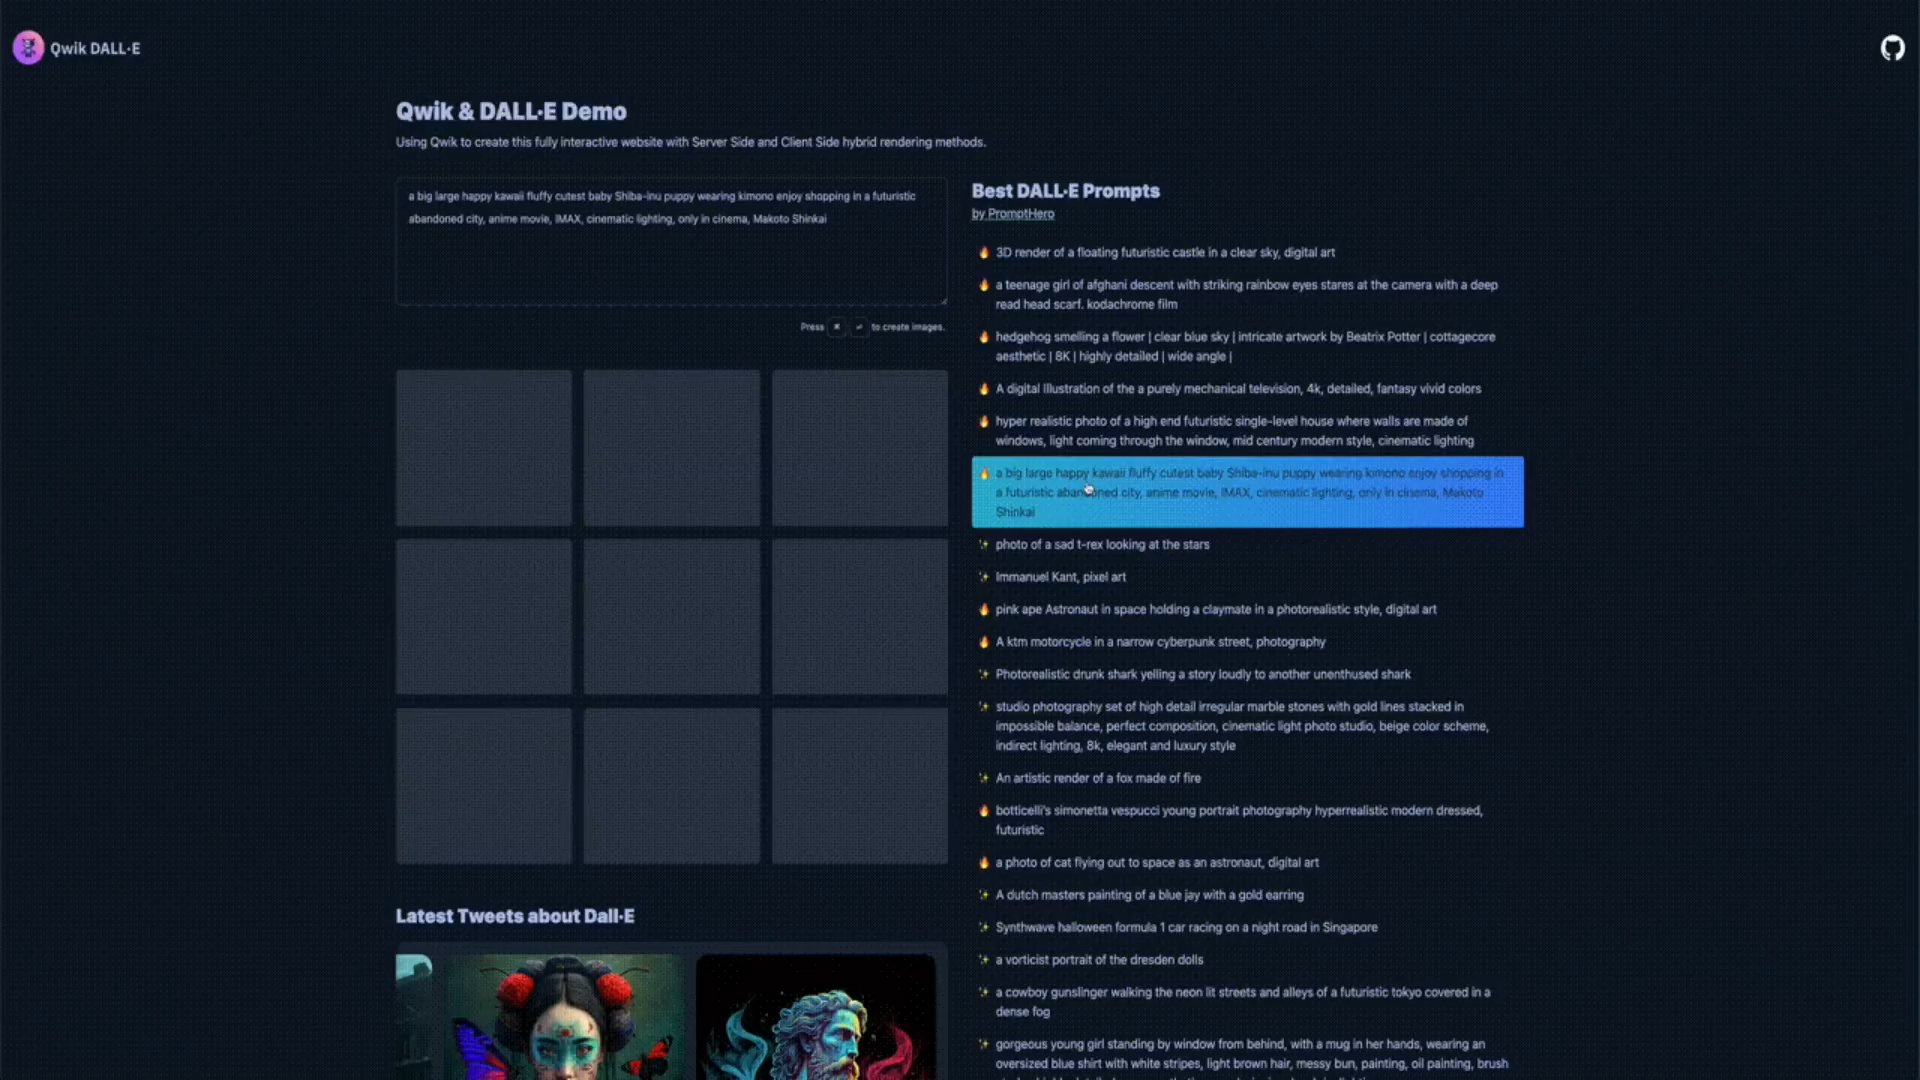 Qwik DALL·E
Qwik & DALL·E Demo
Using Qwik to create this fully interactive website with Server Side and Client Side hybrid rendering methods.
a big large happy kawaii fluffy cutest baby Shiba-inu puppy wearing kimono enjoy shopping in a futuristic
abandoned city, anime movie, IMAX, cinematic lighting, only in cinema, Makoto Shinkai
Press ⌘ ⏎ to create images.
Best DALL·E Prompts
by PromptHero
🔥 3D render of a floating futuristic castle in a clear sky, digital art
🔥 a teenage girl of afghani descent with striking rainbow eyes stares at the camera with a deep
read head scarf. kodachrome film
🔥 hedgehog smelling a flower | clear blue sky | intricate artwork by Beatrix Potter | cottagecore
aesthetic | 8K | highly detailed | wide angle |
🔥 A digital Illustration of the a purely mechanical television, 4k, detailed, fantasy vivid colors
🔥 hyper realistic photo of a high end futuristic single-level house where walls are made of
windows, light coming through the window, mid century modern style, cinematic lighting
🔥 a big large happy kawaii fluffy cutest baby Shiba-inu puppy wearing kimono enjoy shopping in
a futuristic abandoned city, anime movie, IMAX, cinematic lighting, only in cinema, Makoto
Shinkai
✨ photo of a sad t-rex looking at the stars
✨ Immanuel Kant, pixel art
🔥 pink ape Astronaut in space holding a claymate in a photorealistic style, digital art
🔥 A ktm motorcycle in a narrow cyberpunk street, photography
✨ Photorealistic drunk shark yelling a story loudly to another unenthused shark
✨ studio photography set of high detail irregular marble stones with gold lines stacked in
impossible balance, perfect composition, cinematic light photo studio, beige color scheme,
indirect lighting, 8k, elegant and luxury style
✨ An artistic render of a fox made of fire
🔥 botticelli's simonetta vespucci young portrait photography hyperrealistic modern dressed,
futuristic
🔥 a photo of cat flying out to space as an astronaut, digital art
✨ A dutch masters painting of a blue jay with a gold earring
✨ Synthwave halloween formula 1 car racing on a night road in Singapore
✨ a vorticist portrait of the dresden dolls
✨ a cowboy gunslinger walking the neon lit streets and alleys of a futuristic tokyo covered in a
dense fog
✨ gorgeous young girl standing by window from behind, with a mug in her hands, wearing an
oversized blue shirt with white stripes, light brown hair, messy bun, painting, oil painting, brush
Latest Tweets about Dall·E